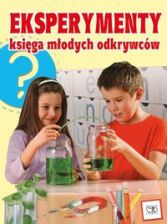 EKSPERYMENTY
księga młodych odkrywców
?